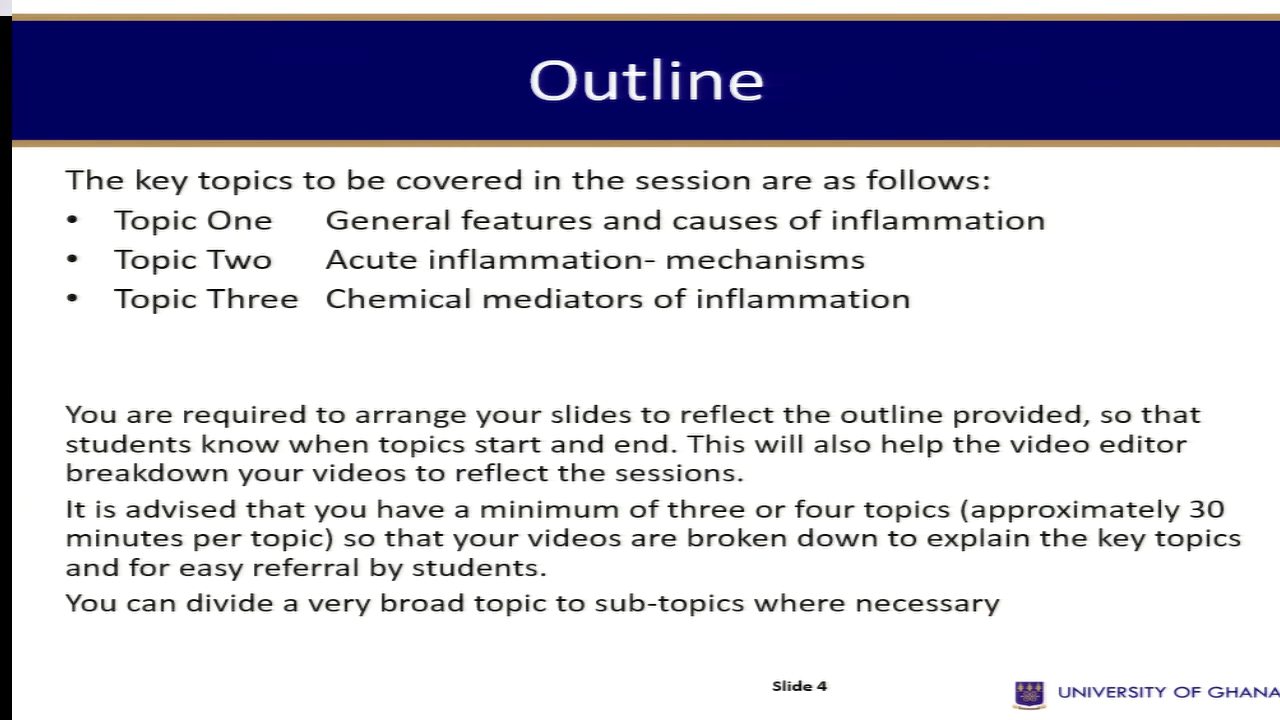 Outline
The key topics to be covered in the session are as follows:
• Topic One General features and causes of inflammation
• Topic Two Acute inflammation- mechanisms
• Topic Three Chemical mediators of inflammation
You are required to arrange your slides to reflect the outline provided, so that
students know when topics start and end. This will also help the video editor
breakdown your videos to reflect the sessions.
It is advised that you have a minimum of three or four topics (approximately 30
minutes per topic) so that your videos are broken down to explain the key topics
and for easy referral by students.
You can divide a very broad topic to sub-topics where necessary
Slide 4
UNIVERSITY OF GHANA